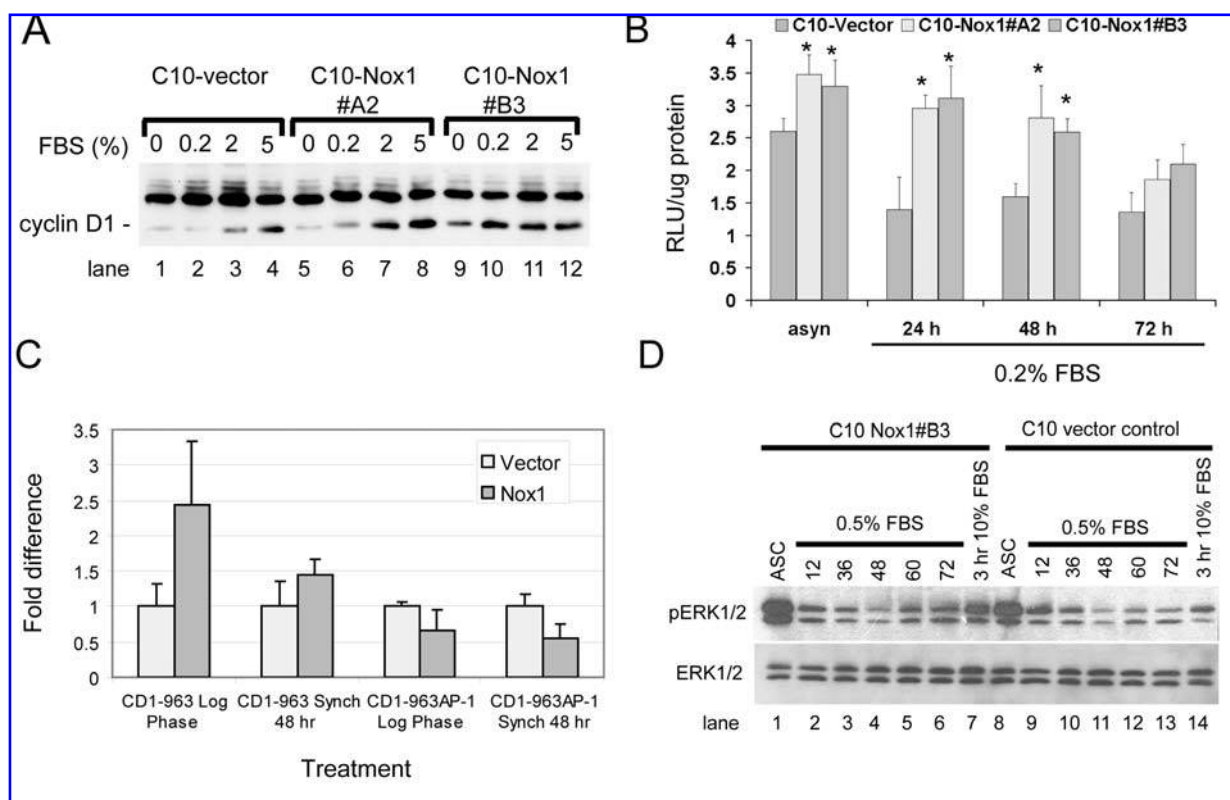 A
C10-vector
C10-Nox1
#A2
C10-Nox1
#B3
FBS (%)
0 0.2 2 5 0 0.2 2 5 0 0.2 2 5
cyclin D1 -
lane 1 2 3 4 5 6 7 8 9 10 11 12
B
C10-Vector C10-Nox1#A2 C10-Nox1#B3
RLU/ug protein
4
3.5
3
2.5
2
1.5
1
0.5
0
* * * * * *
asyn 24 h 48 h 72 h
0.2% FBS
C
Fold difference
3.5
3
2.5
2
1.5
1
0.5
0
Vector
Nox1
CD1-963 Log
Phase
CD1-963 Synch
48 hr
CD1-963AP-1
Log Phase
CD1-963AP-1
Synch 48 hr
Treatment
D
C10 Nox1#B3
C10 vector control
0.5% FBS
0.5% FBS
ASC 12 36 48 60 72 3 hr 10% FBS ASC 12 36 48 60 72 3 hr 10% FBS
pERK1/2
ERK1/2
lane 1 2 3 4 5 6 7 8 9 10 11 12 13 14